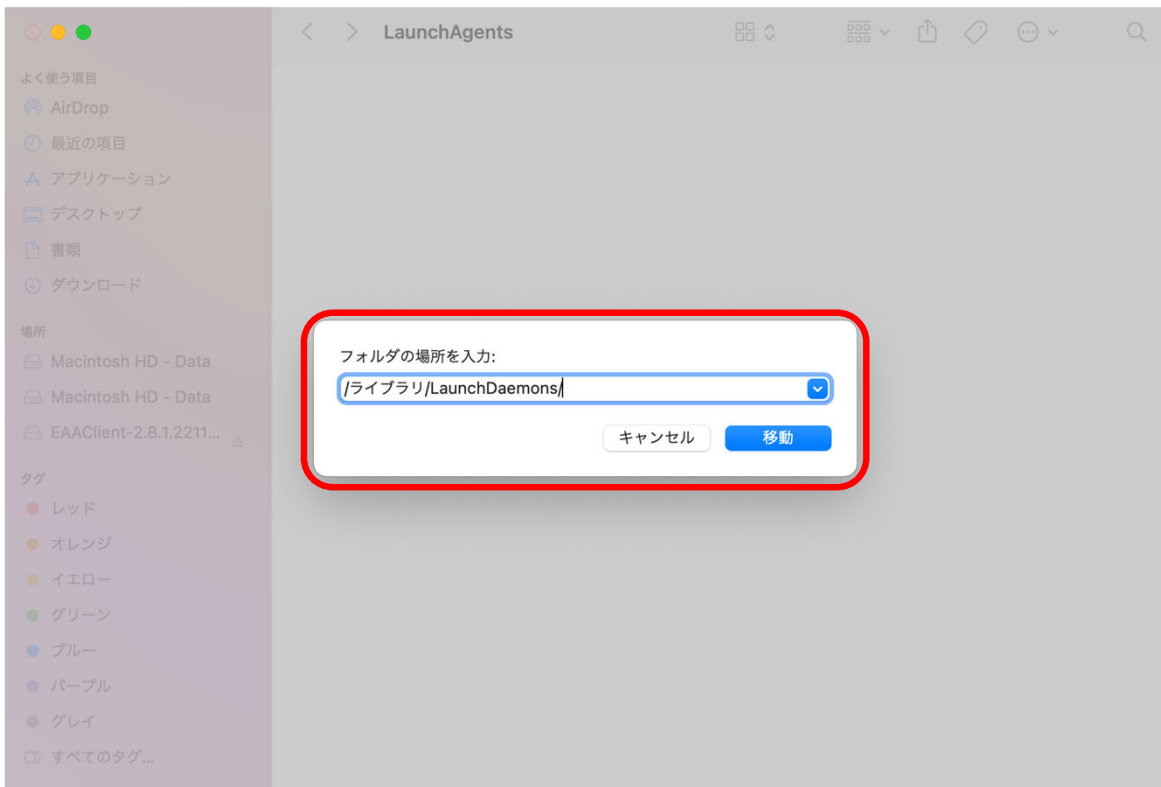 LaunchAgents
よく使う項目
AirDrop
最近の項目
アプリケーション
デスクトップ
書類
ダウンロード
場所
Macintosh HD - Data
Macintosh HD - Data
EAAClient-2.8.1.2211...
タグ
レッド
オレンジ
イエロー
グリーン
ブルー
パープル
グレイ
すべてのタグ...
フォルダの場所を入力:
/ライブラリ/LaunchDaemons/
キャンセル
移動